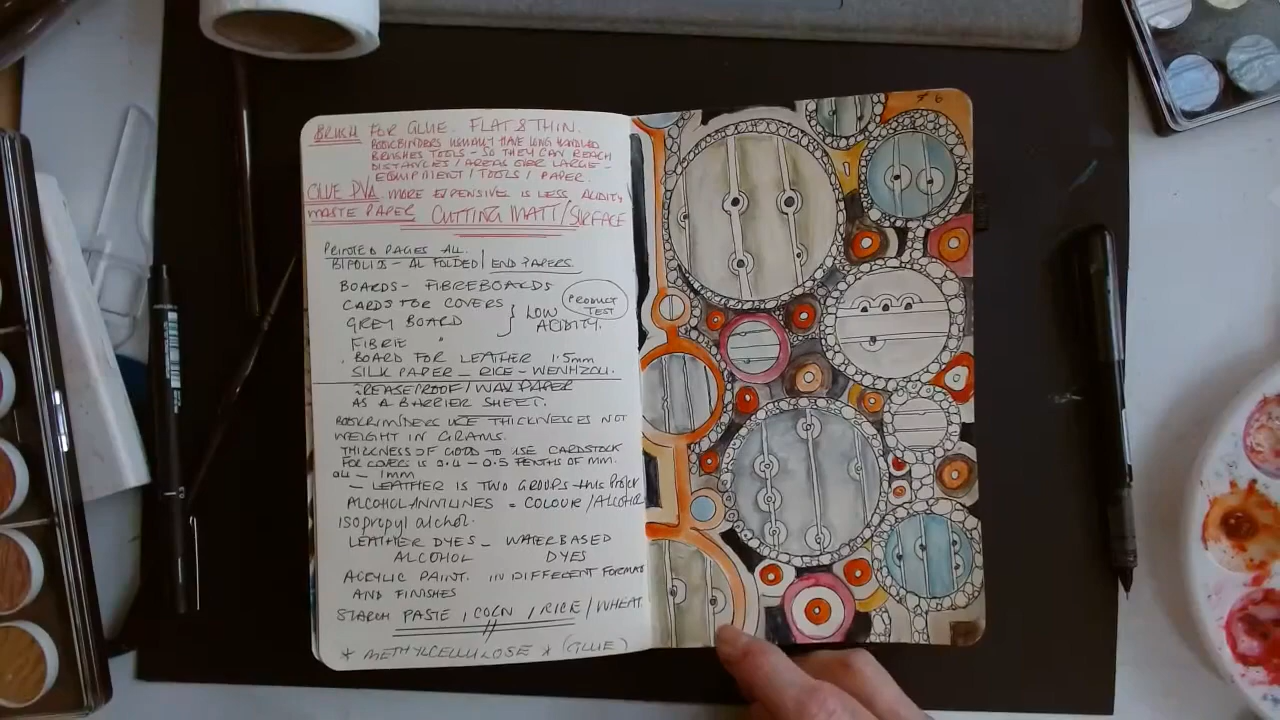 BRUSH FOR GLUE. FLAT & THIN.
BOOKBINDERS USUALLY HAVE LONG HANDLED
BRUSHES TOOLS - SO THEY CAN REACH
DISTANCES / AREAS OVER LARGE -
EQUIPMENT / TOOLS / PAPER.
GLUE PVA MORE EXPENSIVE IS LESS ACIDITY
WASTE PAPER CUTTING MATT/SURFACE
PRINTED PAGES ALL.
BIFOLIOS - AL FOLDED / END PAPERS
BOARDS - FIBREBOARDS
CARDS FOR COVERS
GREY BOARD } LOW ACIDITY.
PRODUCT TEST
FIBRE "
. BOARD FOR LEATHER 1.5mm
SILK PAPER - RICE - WENHZOU.
GREASEPROOF / WAX PAPER
AS A BARRIER SHEET.
BOOKBINDERS USE THICKNESSES NOT
WEIGHT IN GRAMS.
THICKNESS OF GOOD TO USE CARDSTOCK
FOR COVERS IS 0.4 - 0.5 TENTHS OF MM.
1mm
- LEATHER IS TWO GROUPS this Project
ALCOHOL ANNILINES = COLOUR / ALCOHOL
ISOPROPYL alchol.
LEATHER DYES - WATERBASED
ALCOHOL DYES
ACRYLIC PAINT. IN DIFFERENT FORMAS
AND FINISHES
STARCH PASTE, CORN / RICE / WHEAT.
* METHYLCELLULOSE * (GLUE)